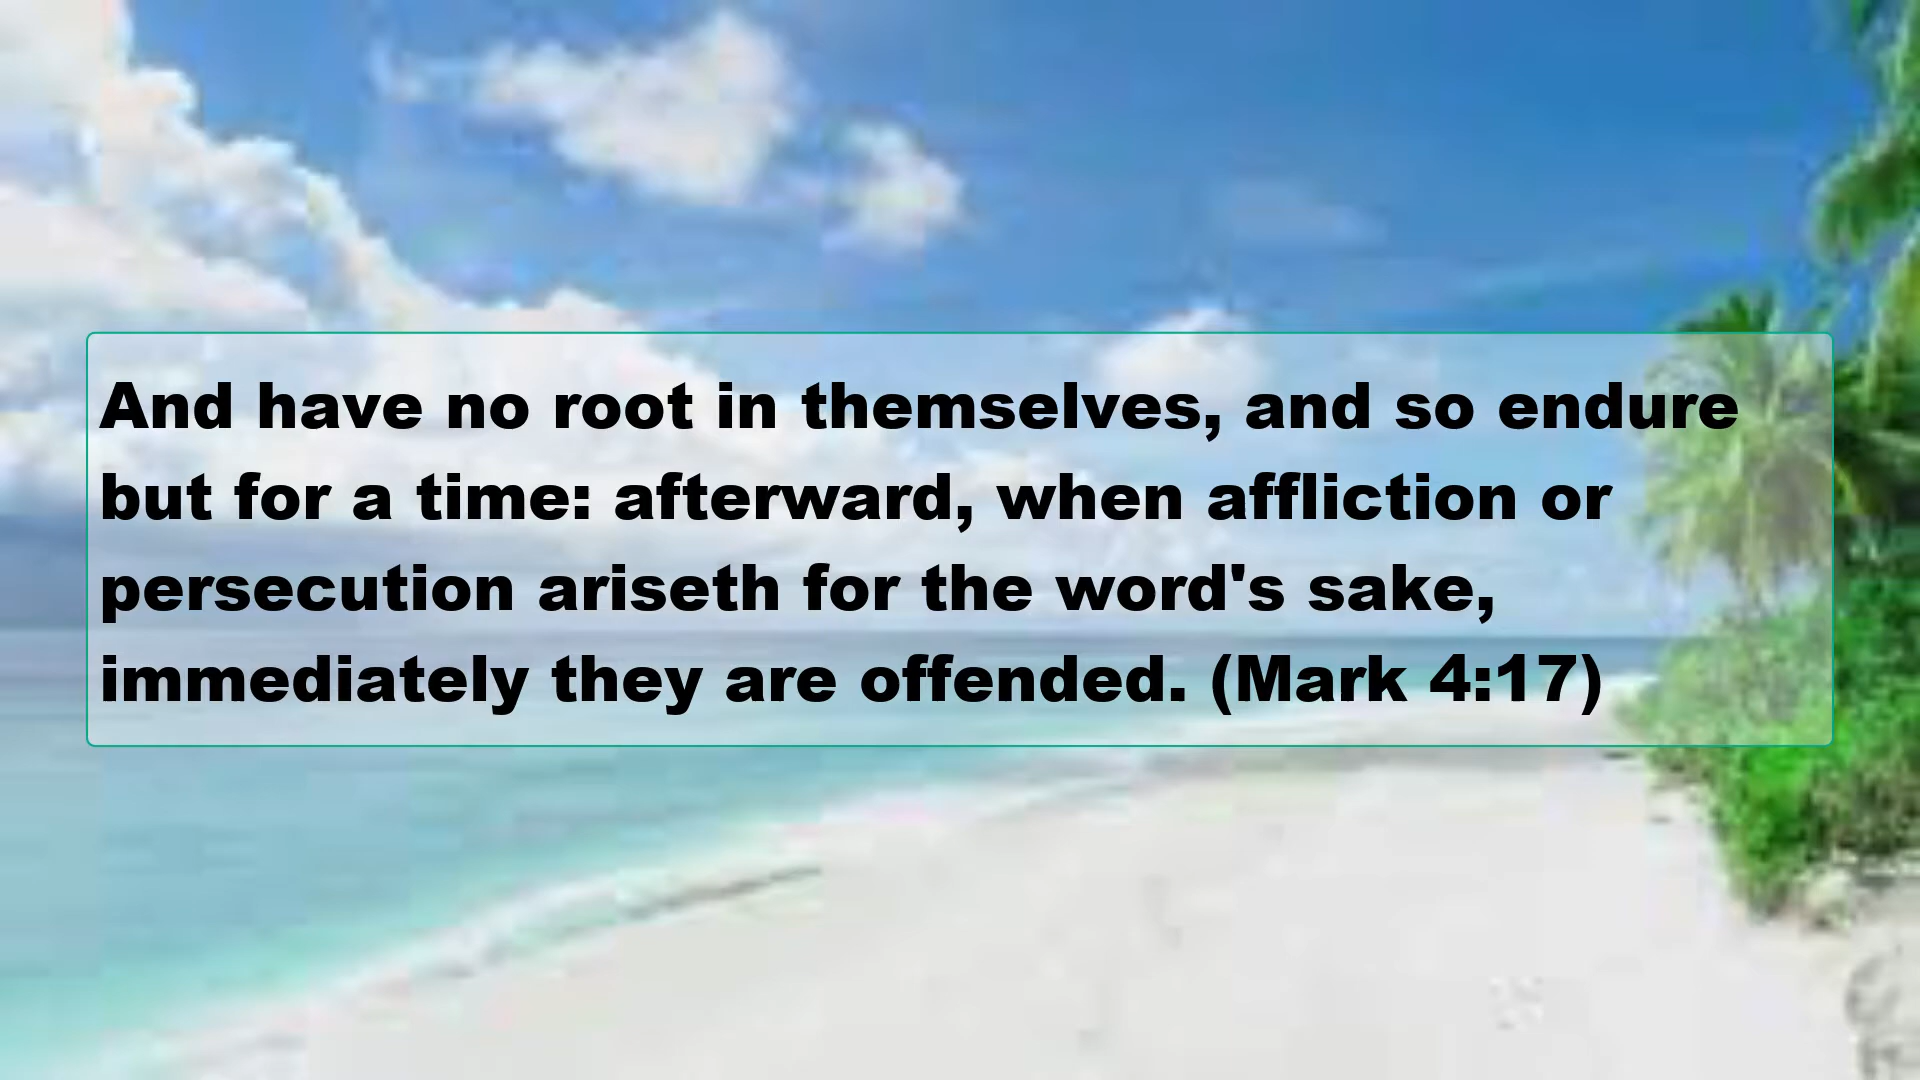 And have no root in themselves, and so endure
but for a time: afterward, when affliction or
persecution ariseth for the word's sake,
immediately they are offended. (Mark 4:17)